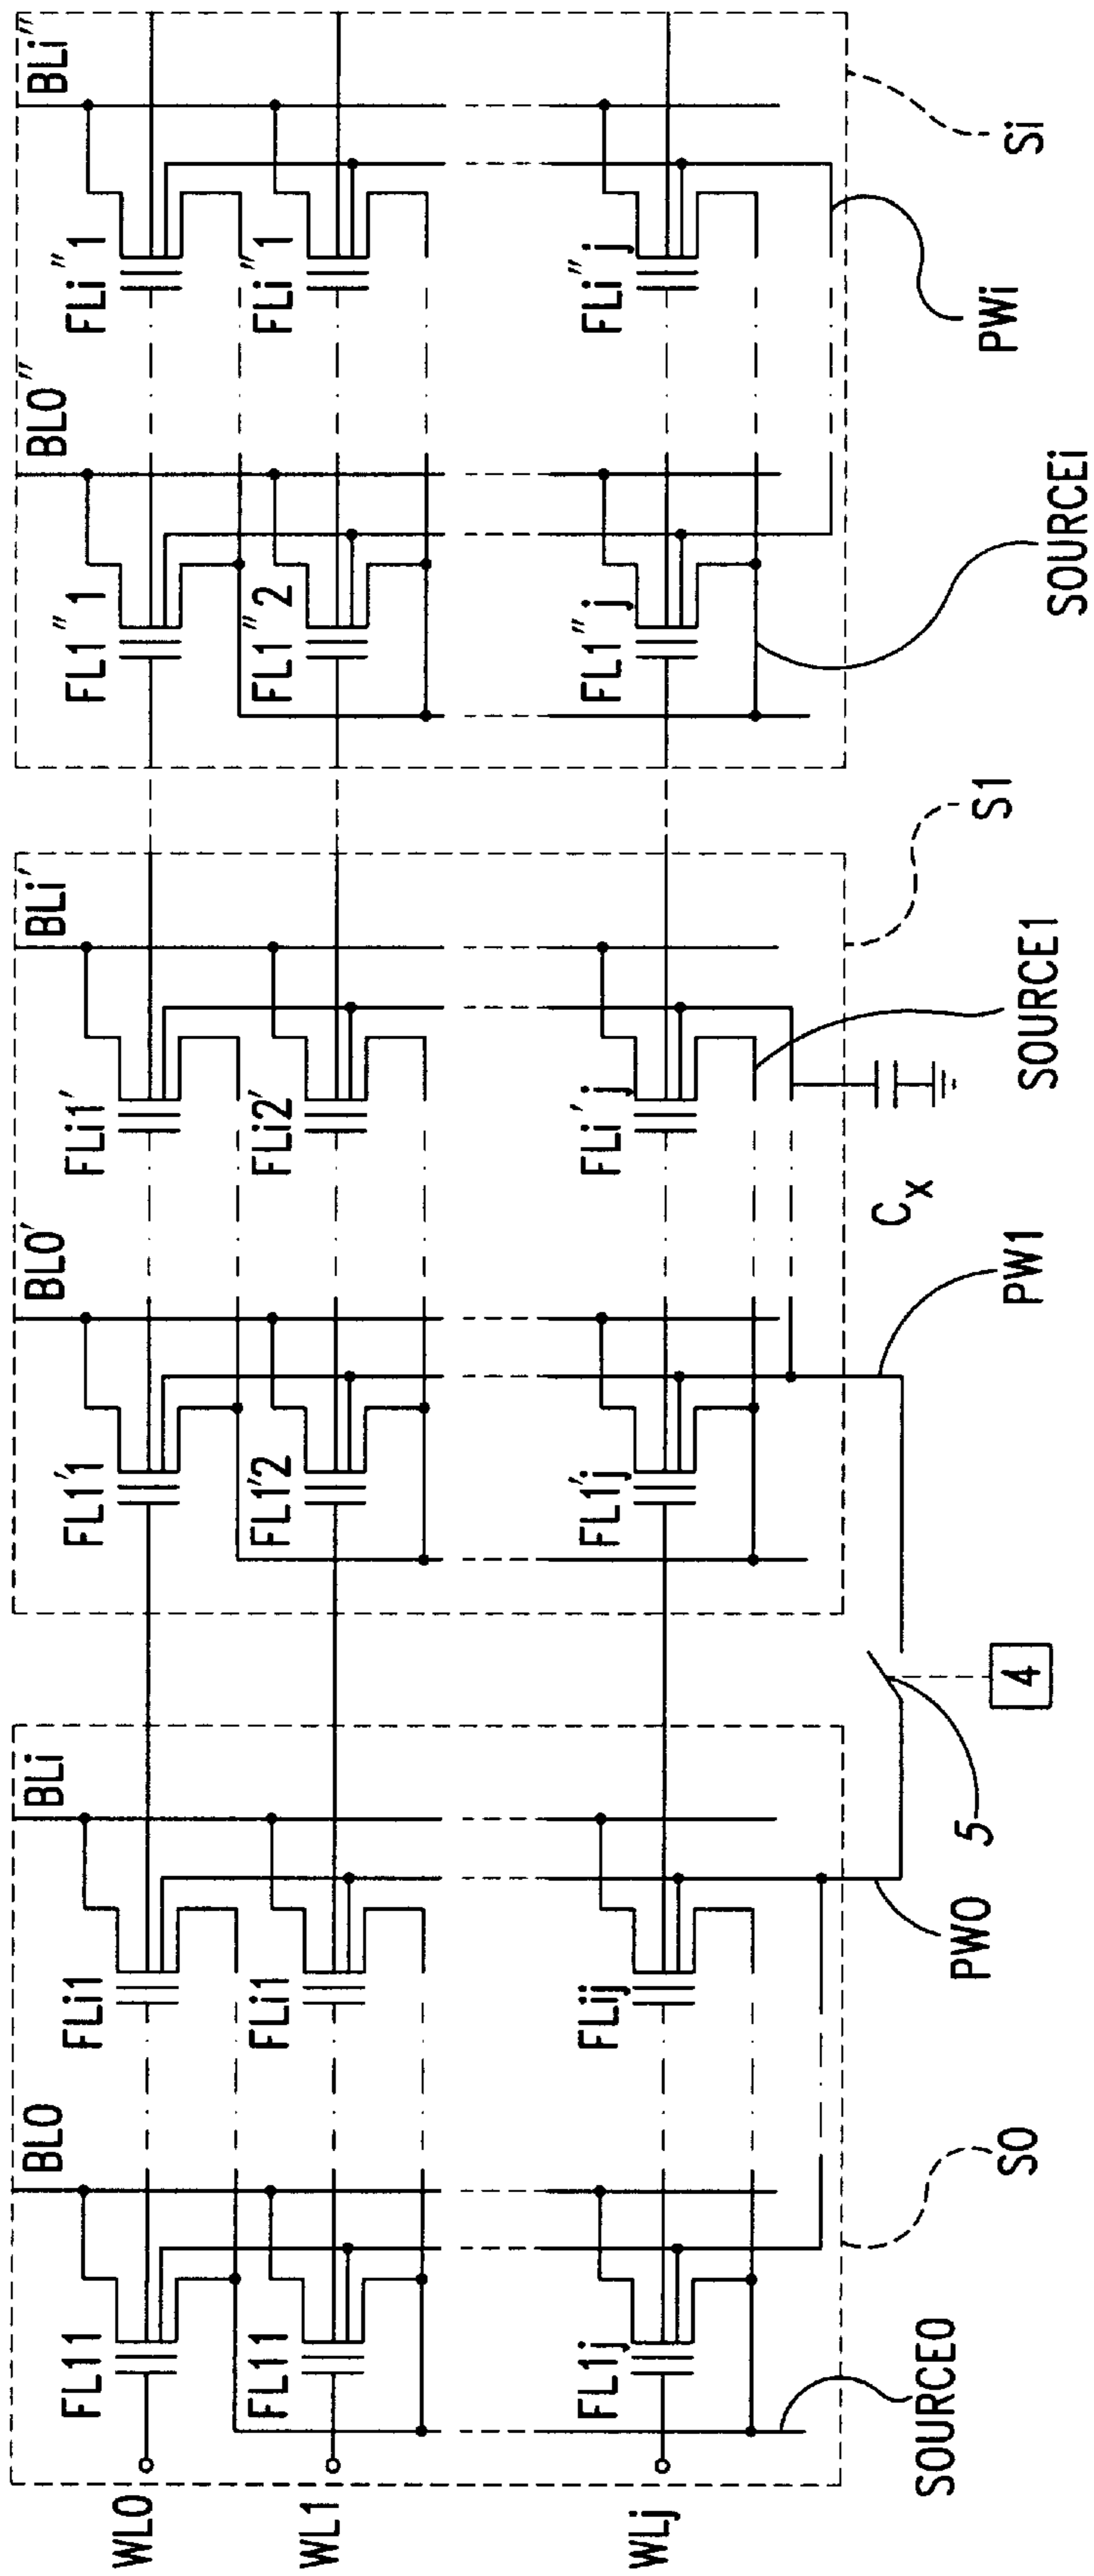 BL0 BLi BL0' BLi' BL0" BLi"
WL0 FL11 FLi1 FL1'1 FLi1' FL1"1 FLi"1
WL1 FL11 FLi1 FL1'2 FLi2' FL1"2 FLi"1
WLj FL1j FLij FL1'j FLi'j FL1"j FLi"j
SOURCE0 S0 PW0 5 4 PW1 Cx SOURCE1 S1 SOURCEi PWi Si